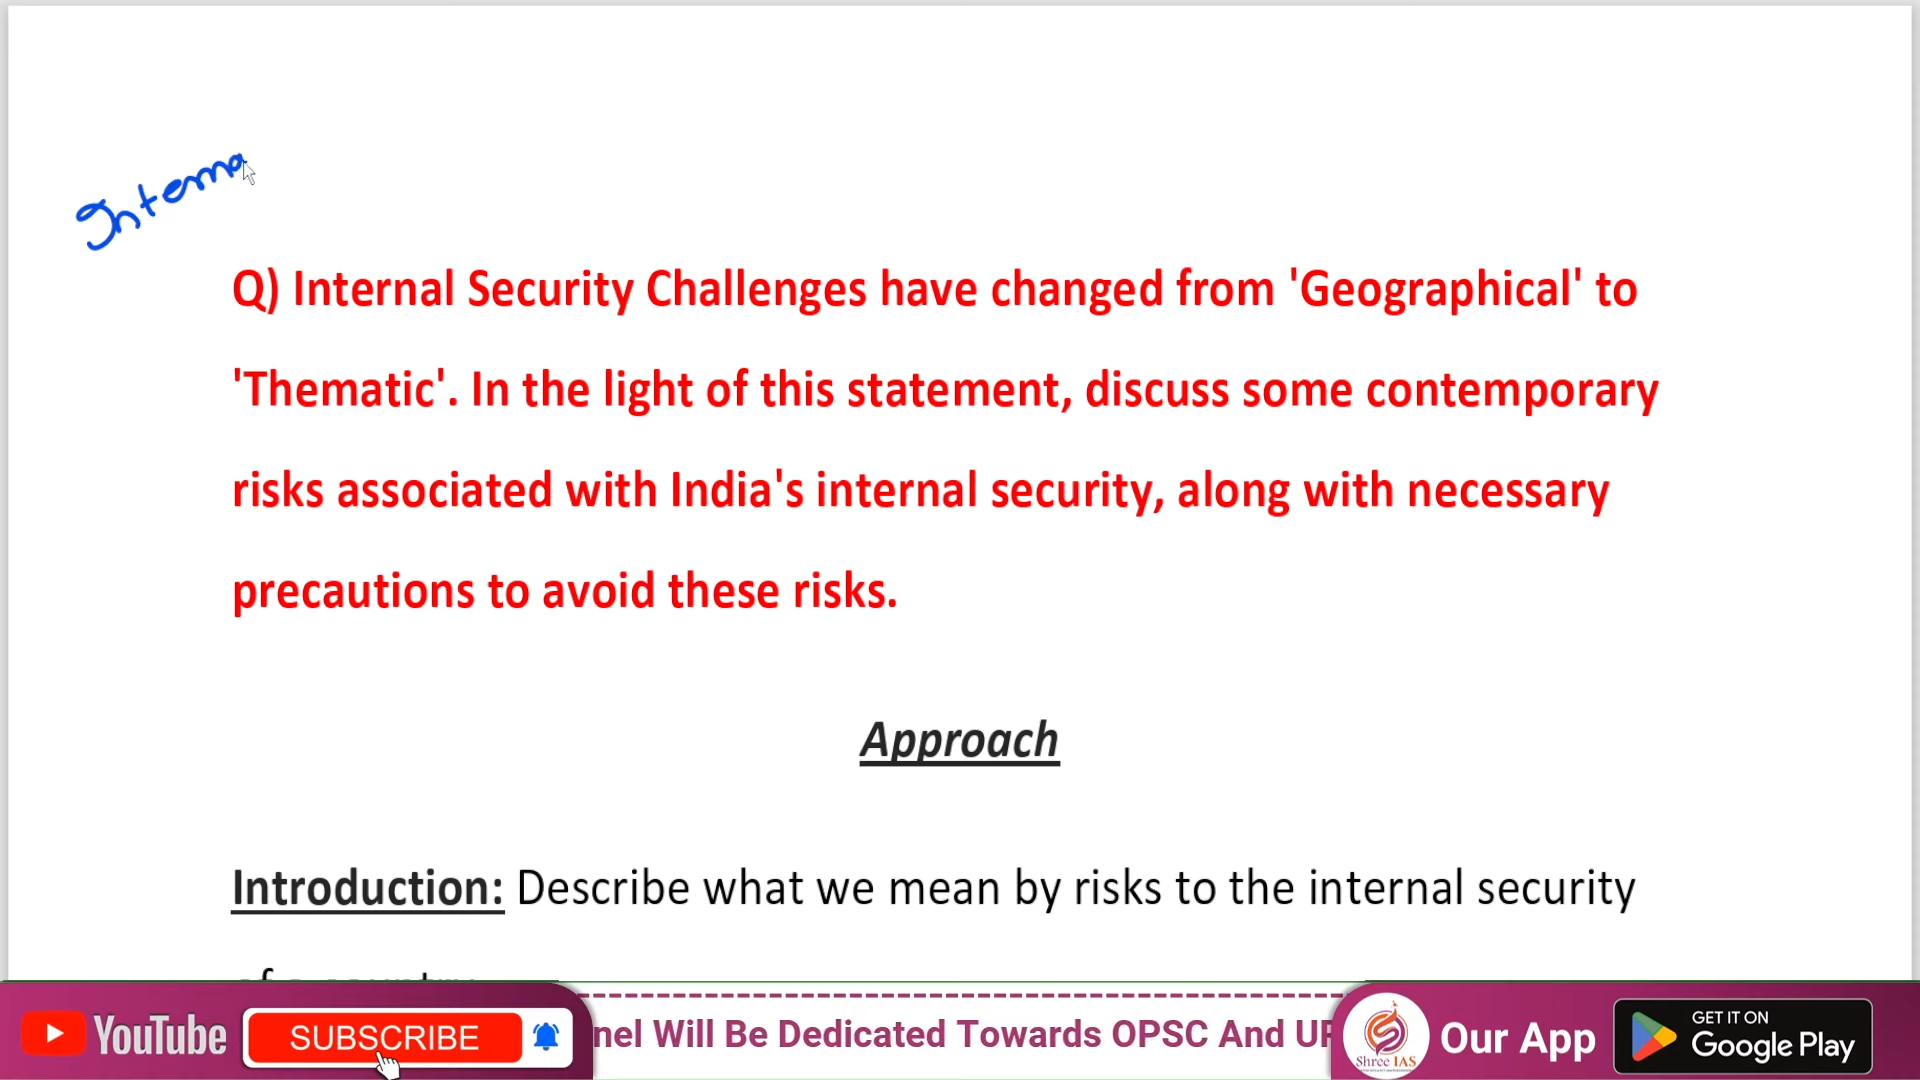 Interna
Q) Internal Security Challenges have changed from 'Geographical' to
'Thematic'. In the light of this statement, discuss some contemporary
risks associated with India's internal security, along with necessary
precautions to avoid these risks.
Approach
Introduction: Describe what we mean by risks to the internal security
of a country
YouTube
SUBSCRIBE
nel Will Be Dedicated Towards OPSC And UP
Shree IAS
Our App
GET IT ON
Google Play